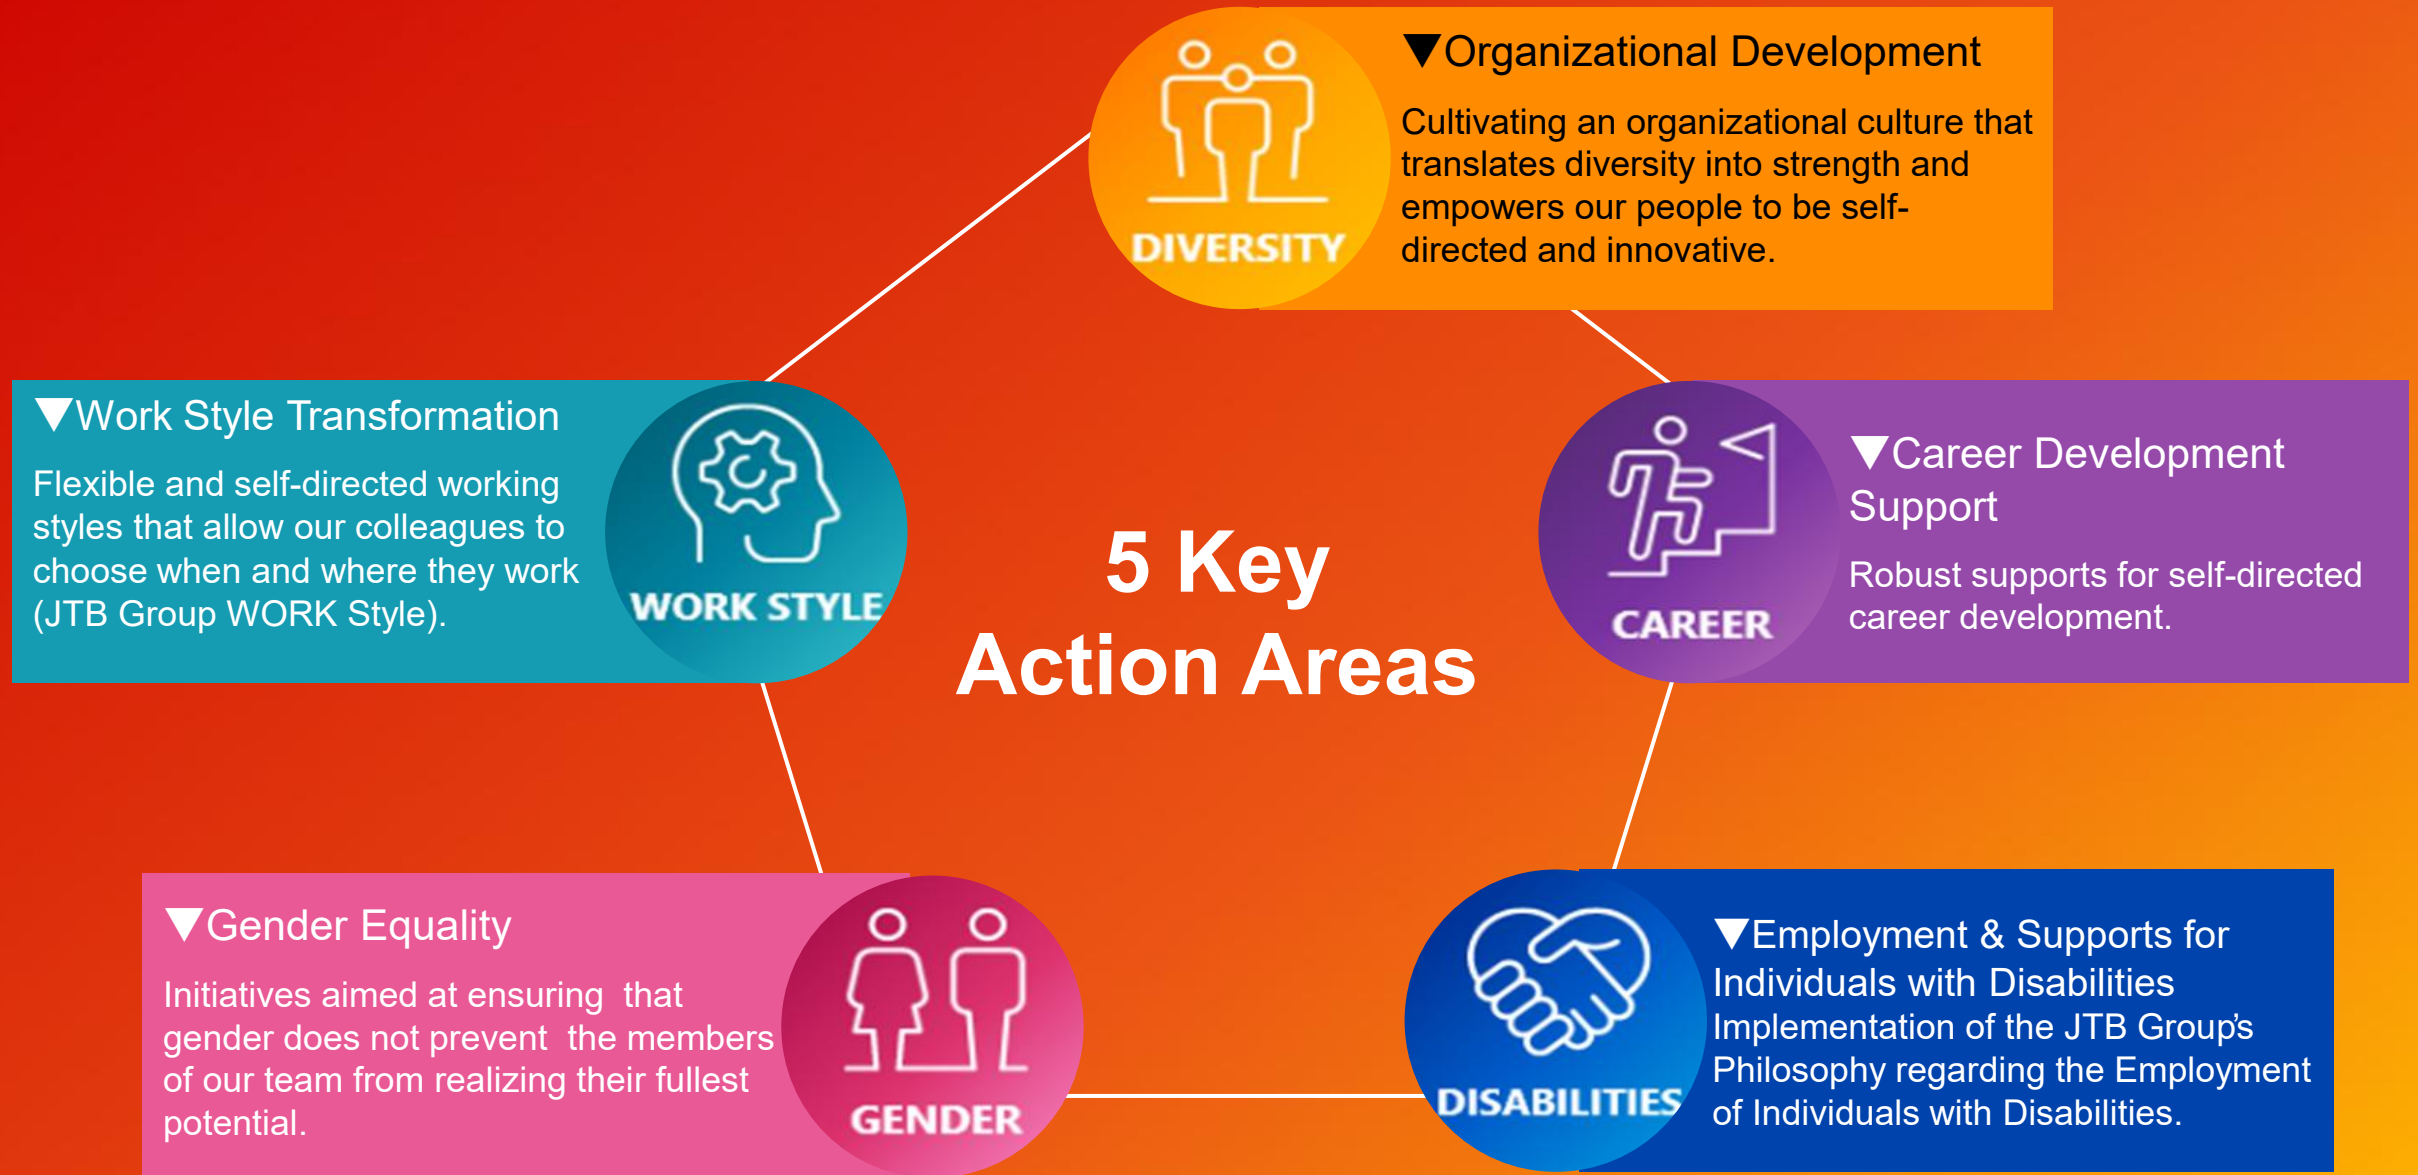 ▼Organizational Development
Cultivating an organizational culture that
translates diversity into strength and
empowers our people to be self-
directed and innovative.
DIVERSITY
▼Work Style Transformation
Flexible and self-directed working
styles that allow our colleagues to
choose when and where they work
(JTB Group WORK Style).
WORK STYLE
5 Key
Action Areas
CAREER
▼Career Development
Support
Robust supports for self-directed
career development.
▼Gender Equality
Initiatives aimed at ensuring  that
gender does not prevent  the members
of our team from realizing their fullest
potential.
GENDER
DISABILITIES
▼Employment & Supports for
Individuals with Disabilities
Implementation of the JTB Group's
Philosophy regarding the Employment
of Individuals with Disabilities.